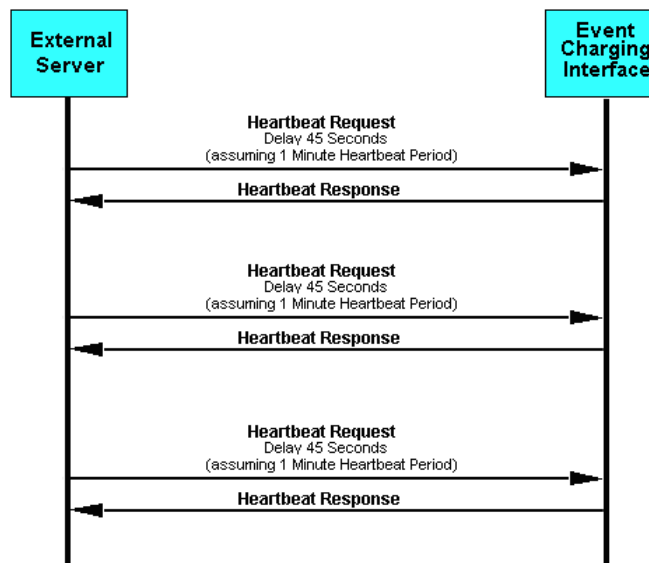 External
Server
Event
Charging
Interface
Heartbeat Request
Delay 45 Seconds
(assuming 1 Minute Heartbeat Period)
Heartbeat Response
Heartbeat Request
Delay 45 Seconds
(assuming 1 Minute Heartbeat Period)
Heartbeat Response
Heartbeat Request
Delay 45 Seconds
(assuming 1 Minute Heartbeat Period)
Heartbeat Response